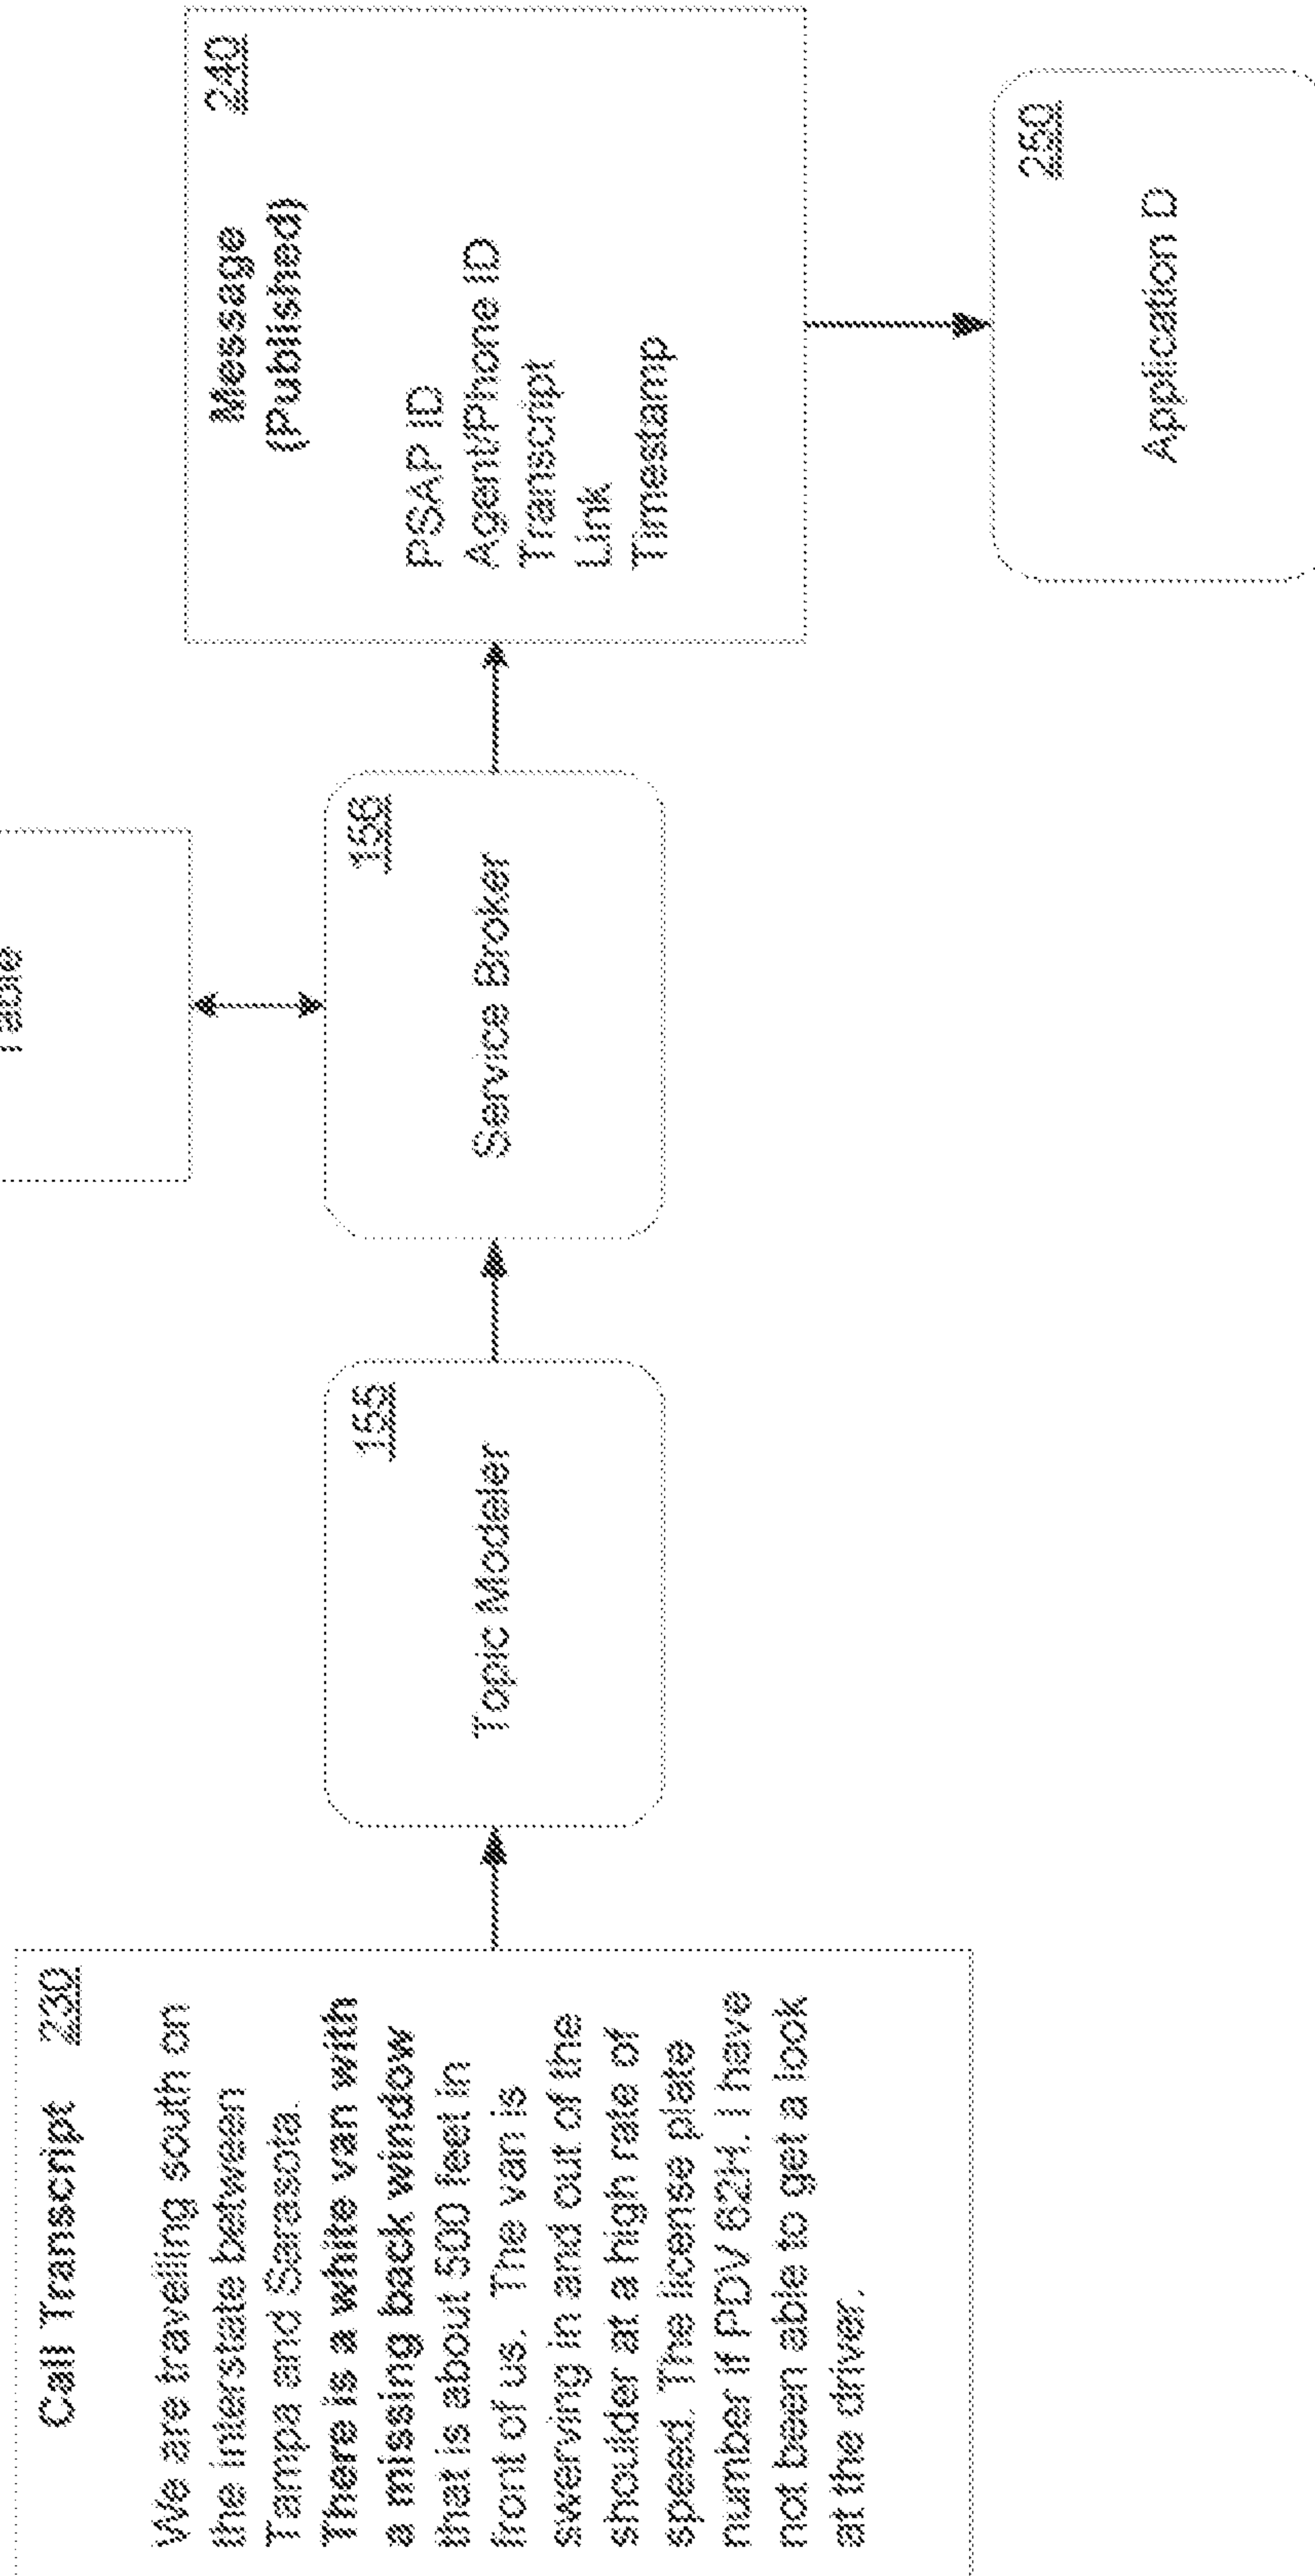 Call Transcript 230
We are travelling south on
the interstate between
Tampa and Sarasota.
There is a white van with
a missing back window
that is about 500 feet in
front of us. The van is
swerving in and out of the
shoulder at a high rate of
speed. The license plate
number if PDV 62H. I have
not been able to get a look
at the driver.
155
Topic Modeler
Table
156
Service Broker
240
Message
(Published)
PSAP ID
Agent/Phone ID
Transcript
Link
Timestamp
250
Application D